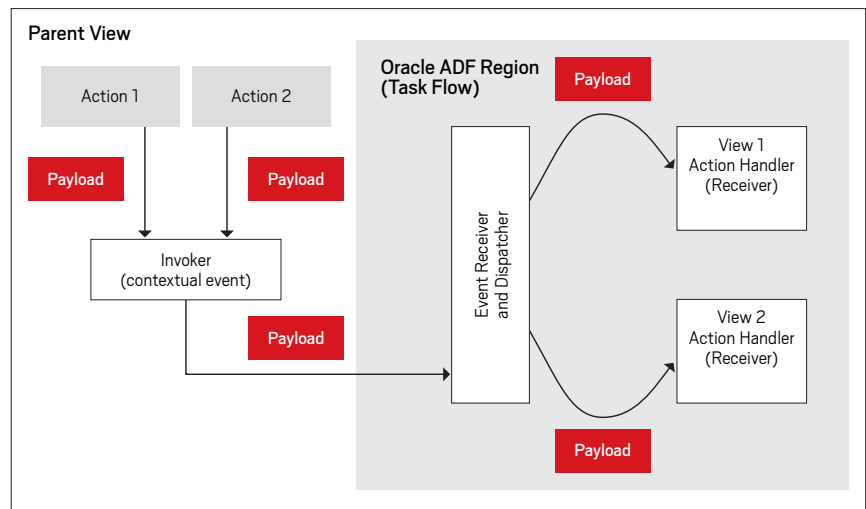 Parent View
Action 1
Action 2
Payload
Payload
Invoker
(contextual event)
Payload
Oracle ADF Region
(Task Flow)
Payload
Event Receiver
and Dispatcher
View 1
Action Handler
(Receiver)
View 2
Action Handler
(Receiver)
Payload